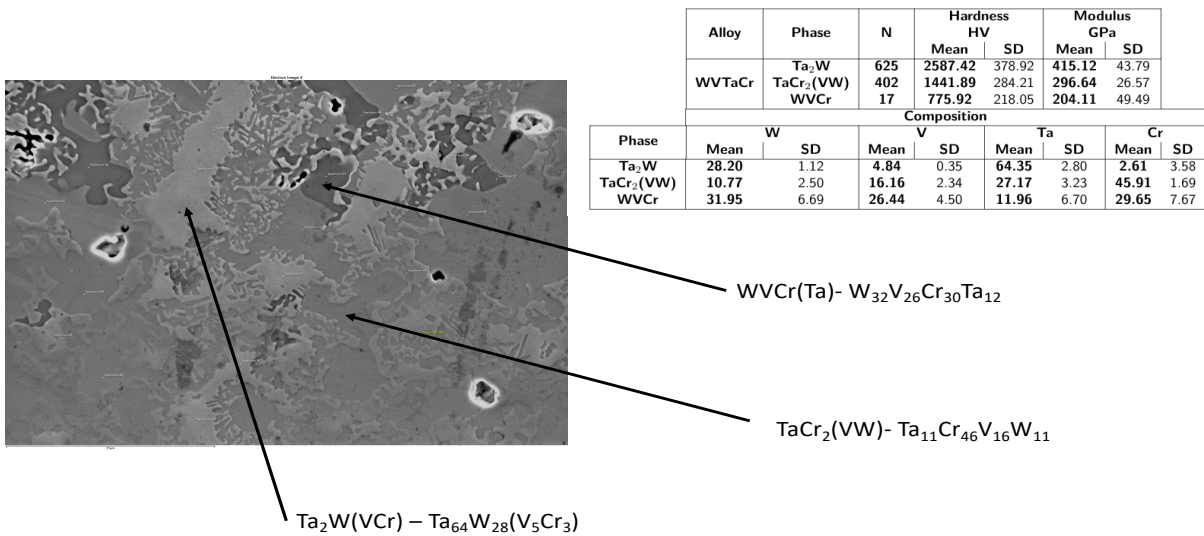 Electron Image 4
Alloy Phase N Hardness HV Modulus GPa
Mean SD Mean SD
WVTaCr Ta₂W 625 2587.42 378.92 415.12 43.79
TaCr₂(VW) 402 1441.89 284.21 296.64 26.57
WVCr 17 775.92 218.05 204.11 49.49
Composition
Phase W V Ta Cr
Mean SD Mean SD Mean SD Mean SD
Ta₂W 28.20 1.12 4.84 0.35 64.35 2.80 2.61 3.58
TaCr₂(VW) 10.77 2.50 16.16 2.34 27.17 3.23 45.91 1.69
WVCr 31.95 6.69 26.44 4.50 11.96 6.70 29.65 7.67
WVCr(Ta)- W₃₂V₂₆Cr₃₀Ta₁₂
TaCr₂(VW)- Ta₁₁Cr₄₆V₁₆W₁₁
Ta₂W(VCr) – Ta₆₄W₂₈(V₅Cr₃)